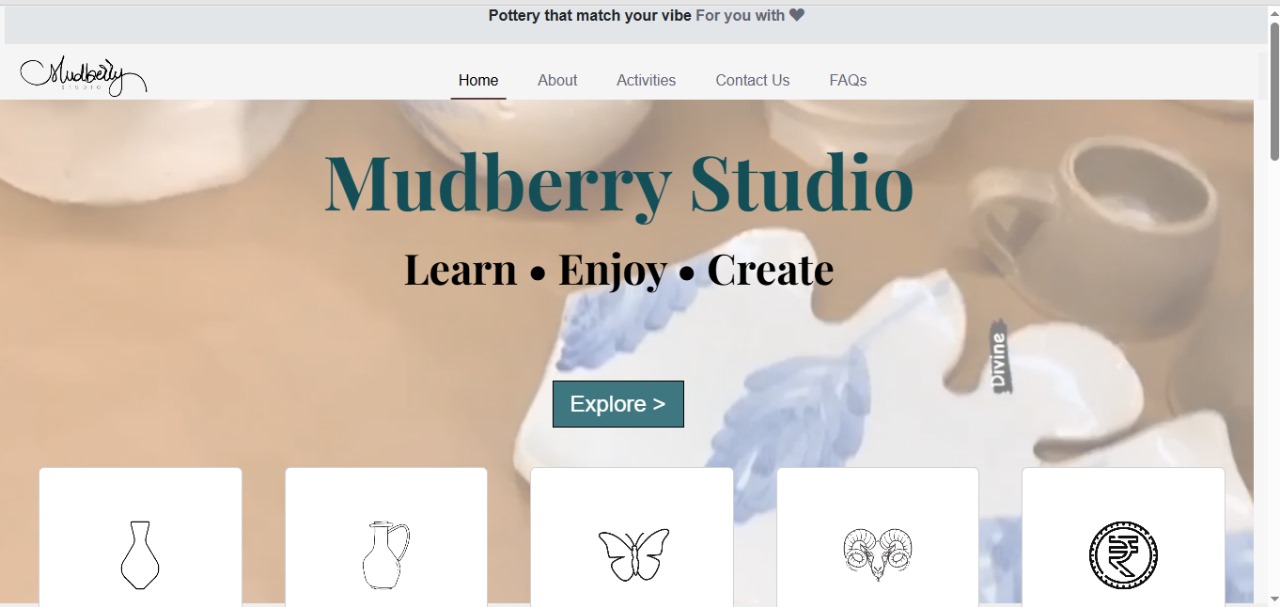 Pottery that match your vibe For you with ❤
Mudberry
STUDIO
Home About Activities Contact Us FAQs
Mudberry Studio
Learn • Enjoy • Create
Divine
Explore >
₹